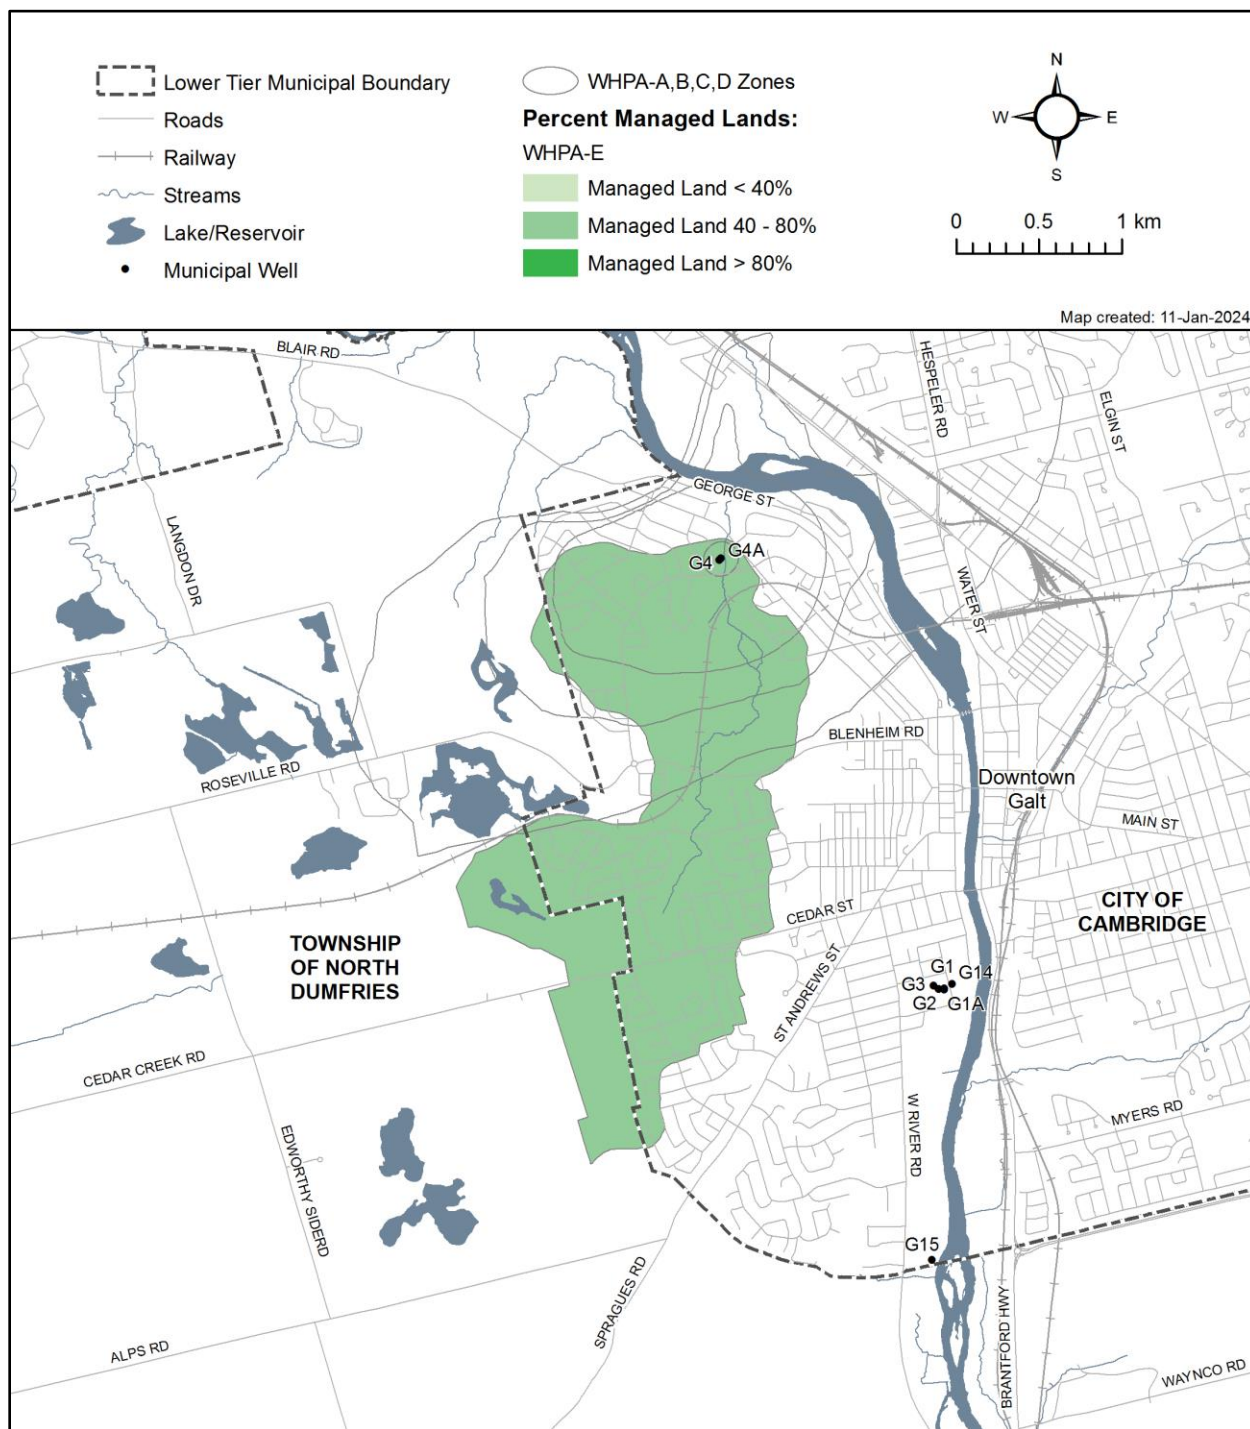 Lower Tier Municipal Boundary
Roads
Railway
Streams
Lake/Reservoir
Municipal Well
WHPA-A,B,C,D Zones
Percent Managed Lands:
WHPA-E
Managed Land < 40%
Managed Land 40 - 80%
Managed Land > 80%
N
W
E
S
0 0.5 1 km
Map created: 11-Jan-2024
BLAIR RD
HESPELER RD
ELGIN ST
GEORGE ST
LANGDON DR
G4A
G4
WATER ST
BLENHEIM RD
ROSEVILLE RD
Downtown
Galt
MAIN ST
CEDAR ST
CITY OF
CAMBRIDGE
TOWNSHIP
OF NORTH
DUMFRIES
ST ANDREWS ST
G1
G14
G3
G2
G1A
CEDAR CREEK RD
W RIVER RD
MYERS RD
EDWORTHY SIDERD
G15
SPRAGUES RD
BRANTFORD HWY
ALPS RD
WAYNCO RD